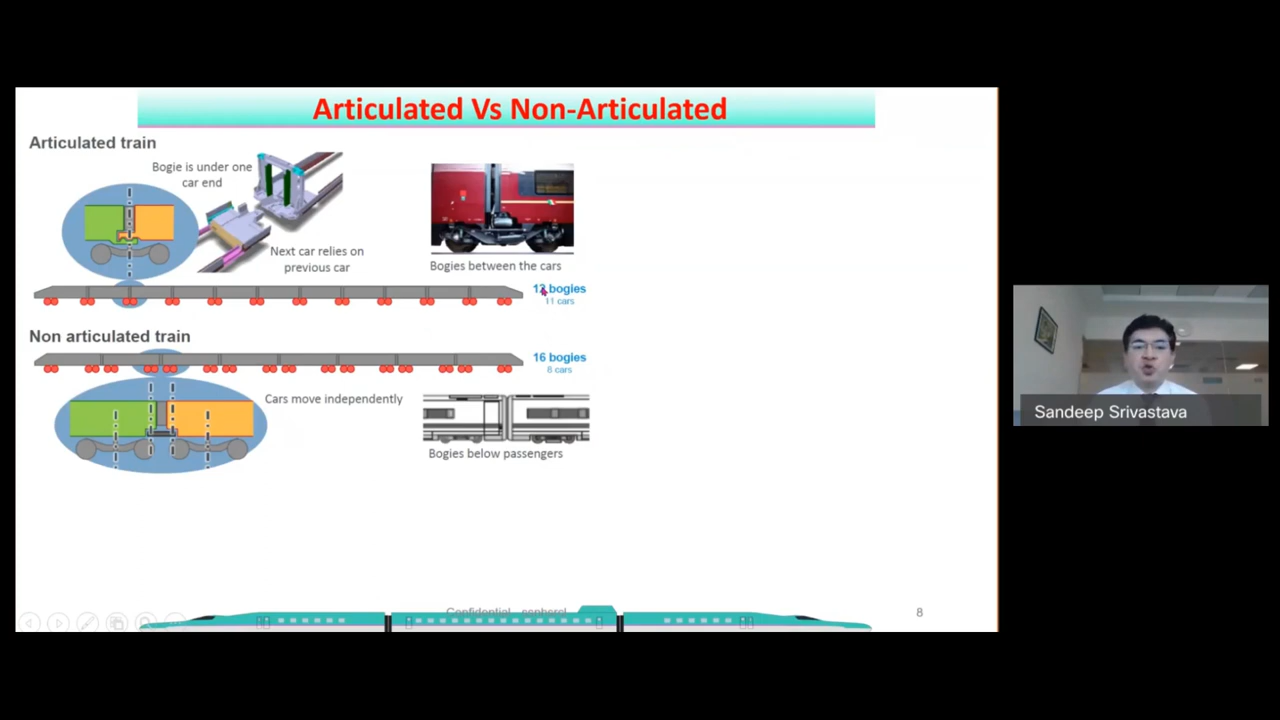 Articulated Vs Non-Articulated
Articulated train
Bogie is under one
car end
Next car relies on
previous car
Bogies between the cars
12 bogies
11 cars
Non articulated train
16 bogies
8 cars
Cars move independently
Bogies below passengers
Confidential
8
Sandeep Srivastava